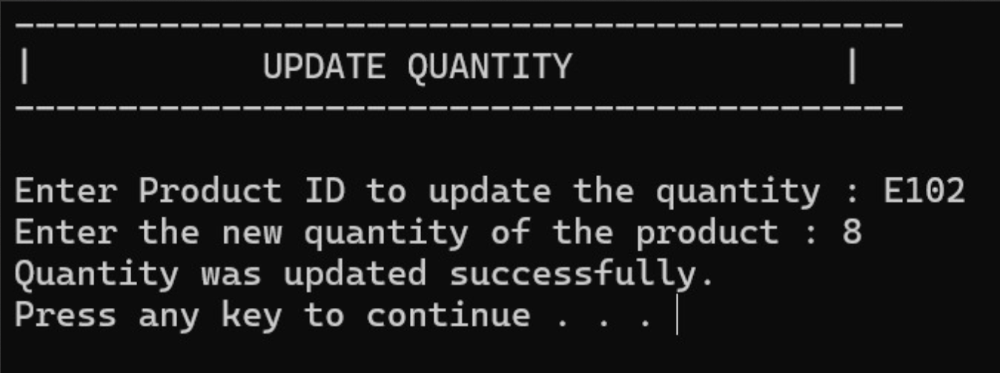 -------------------------------------------
|           UPDATE QUANTITY             |
-------------------------------------------
Enter Product ID to update the quantity : E102
Enter the new quantity of the product : 8
Quantity was updated successfully.
Press any key to continue . . .